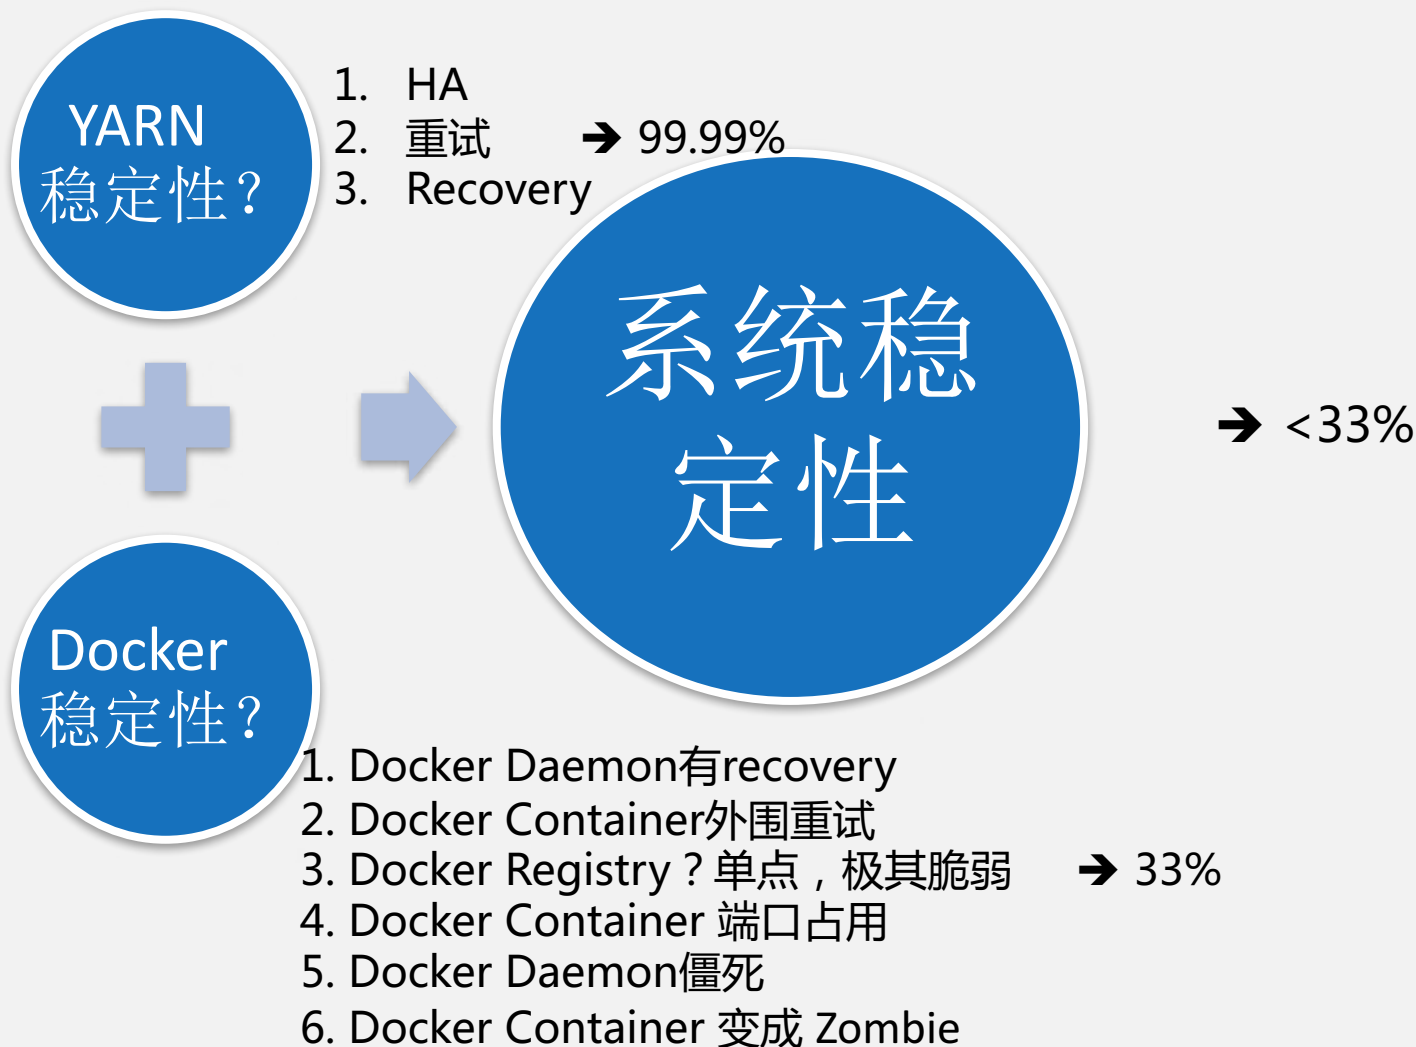 YARN
稳定性？
1. HA
2. 重试 ➔ 99.99%
3. Recovery
系统稳
定性
➔ <33%
Docker
稳定性？
1. Docker Daemon有recovery
2. Docker Container外围重试
3. Docker Registry？单点，极其脆弱 ➔ 33%
4. Docker Container 端口占用
5. Docker Daemon僵死
6. Docker Container 变成 Zombie